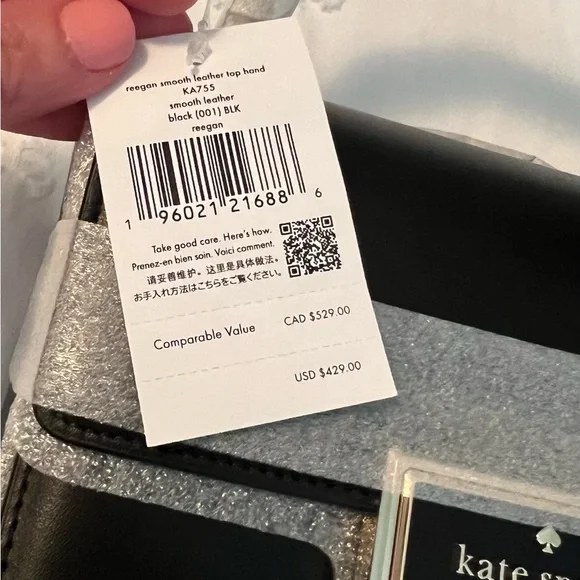 reegan smooth leather top hand
KA755
smooth leather
black (001) BLK
reegan
1 96021 21688 6
Take good care. Here's how.
Prenez-en bien soin. Voici comment.
请妥善维护。这里是具体做法。
お手入れ方法はこちらをご覧ください。
Comparable Value CAD $529.00
USD $429.00
kate